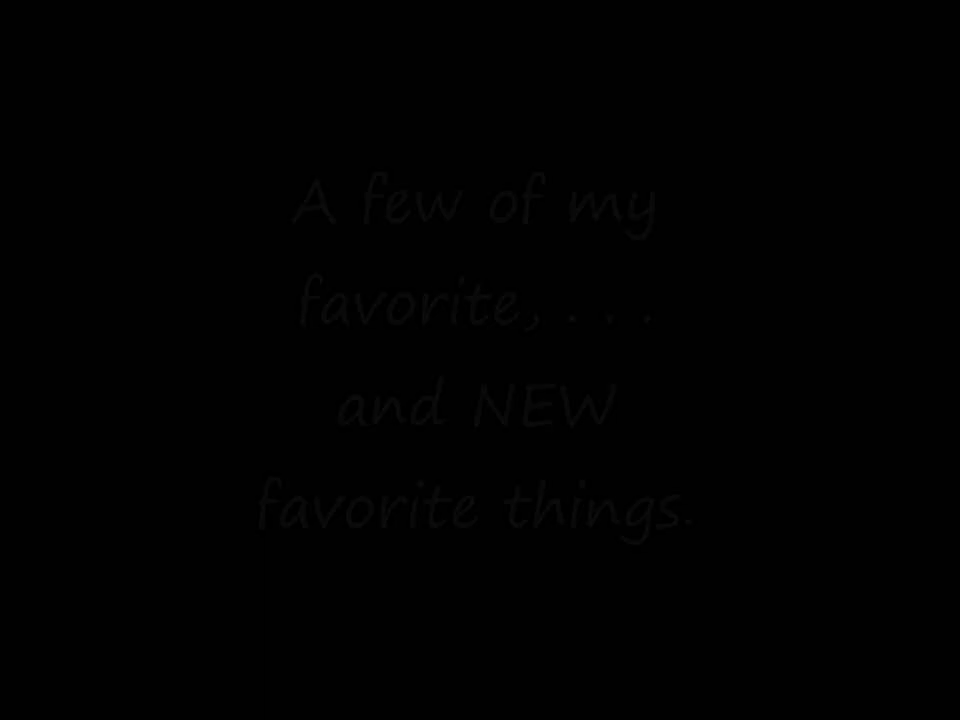 A few of my
favorite, . . .
and NEW
favorite things.